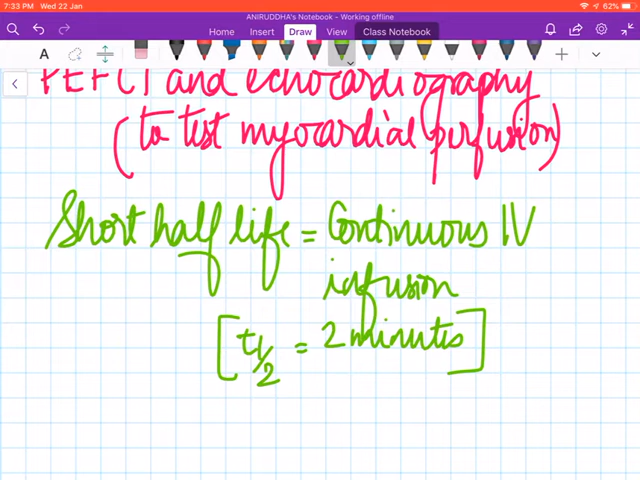 7:33 PM Wed 22 Jan
ANIRUDDHA's Notebook - Working offline
62%
Home Insert Draw View Class Notebook
A
and echocardiography
(to test myocardial perfusion)
Short half life = Continuous IV
infusion
[t1/2 = 2 minutes]